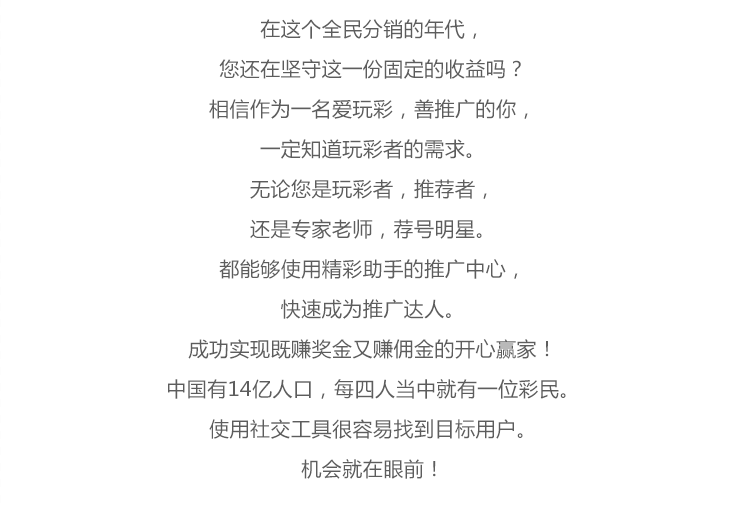 在这个全民分销的年代，
您还在坚守这一份固定的收益吗？
相信作为一名爱玩彩，善推广的你，
一定知道玩彩者的需求。
无论您是玩彩者，推荐者，
还是专家老师，荐号明星。
都能够使用精彩助手的推广中心，
快速成为推广达人。
成功实现既赚奖金又赚佣金的开心赢家！
中国有14亿人口，每四人当中就有一位彩民。
使用社交工具很容易找到目标用户。
机会就在眼前！